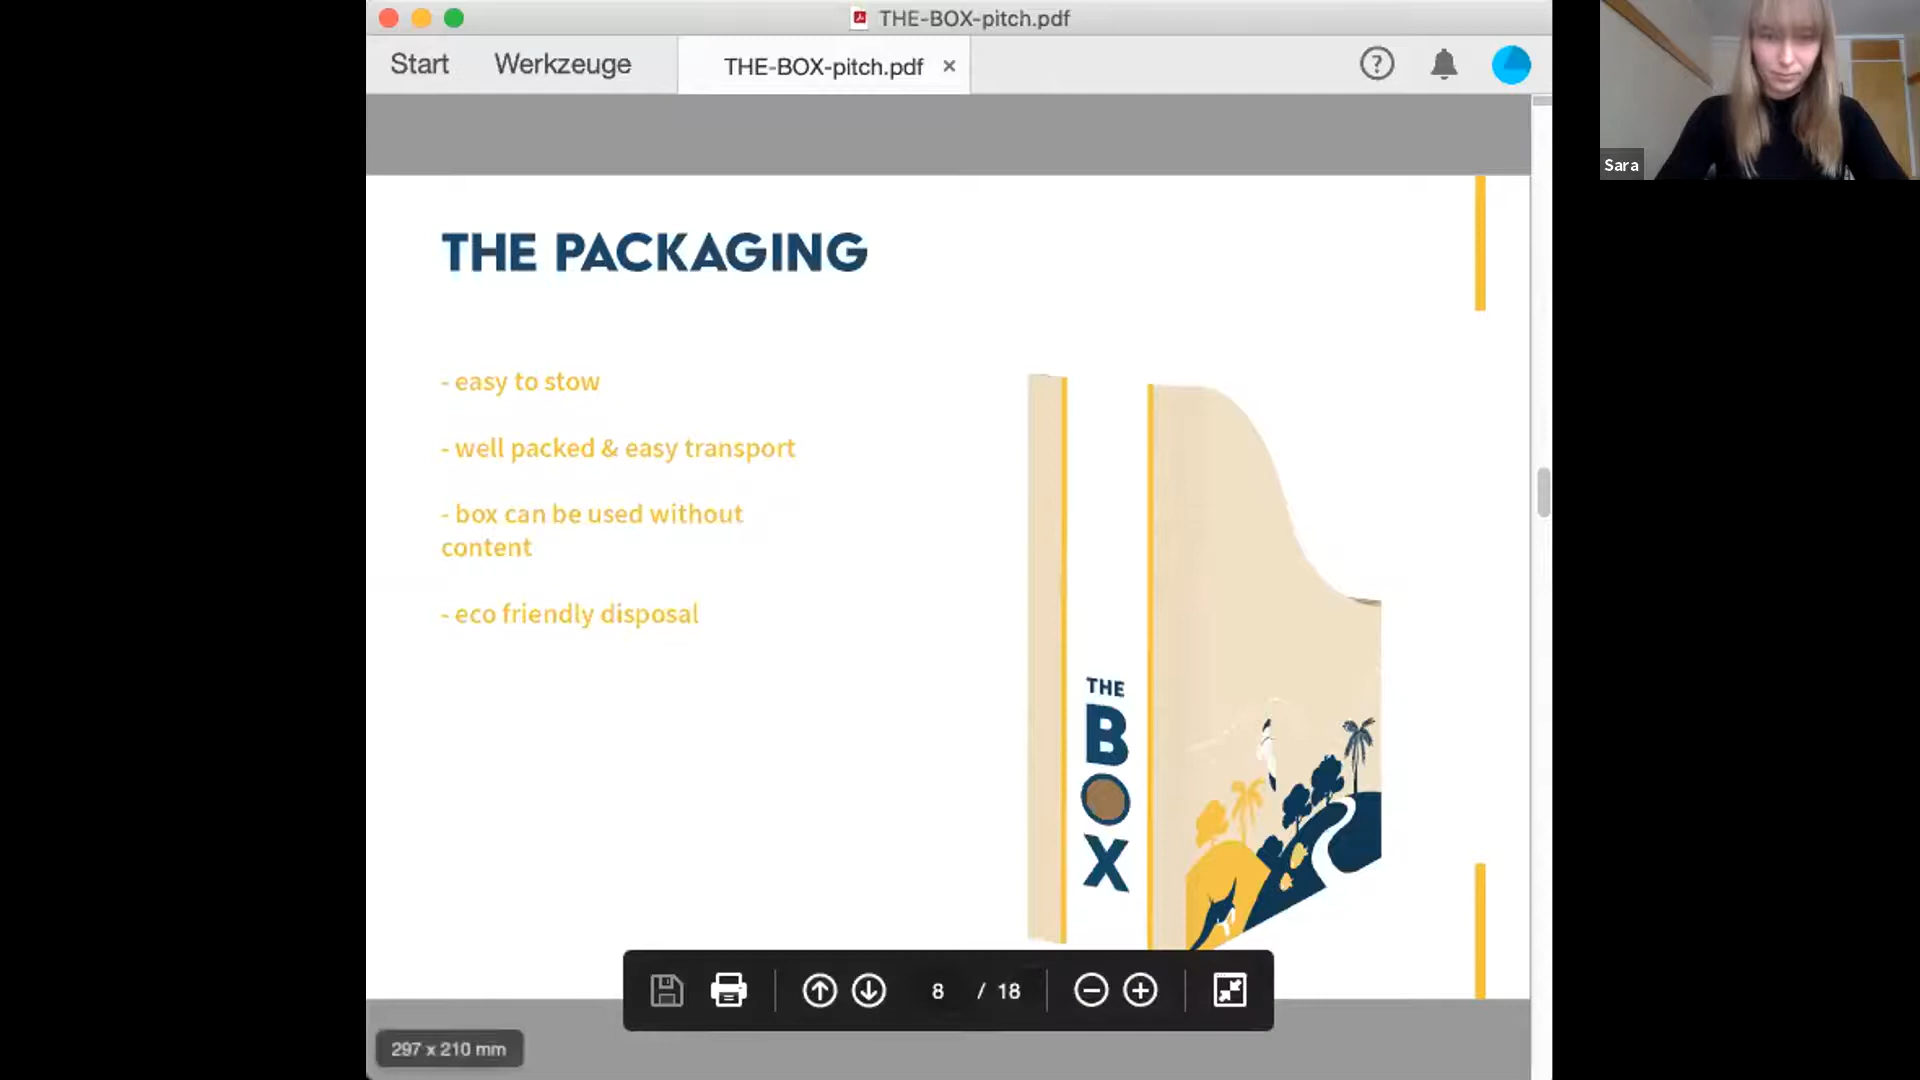 THE-BOX-pitch.pdf
Start
Werkzeuge
THE-BOX-pitch.pdf
Sara
THE PACKAGING
- easy to stow
- well packed & easy transport
- box can be used without
content
- eco friendly disposal
THE
B
O
X
8 / 18
297 x 210 mm